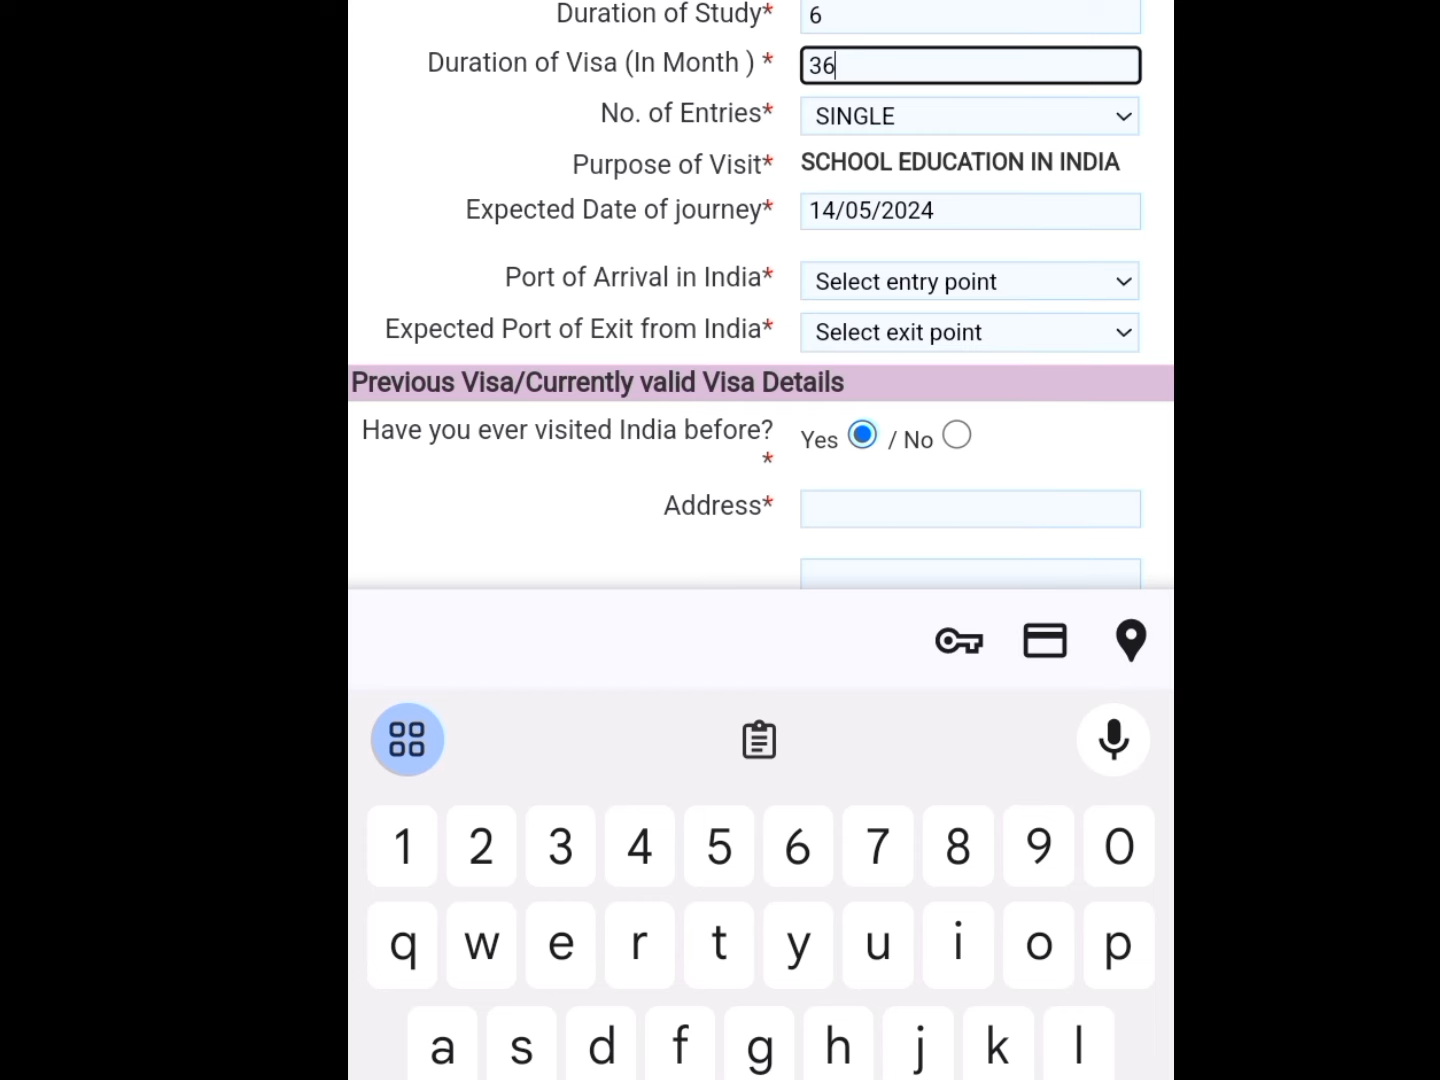 Duration of Study* 6
Duration of Visa (In Month ) * 36
No. of Entries* SINGLE
Purpose of Visit* SCHOOL EDUCATION IN INDIA
Expected Date of journey* 14/05/2024
Port of Arrival in India* Select entry point
Expected Port of Exit from India* Select exit point
Previous Visa/Currently valid Visa Details
Have you ever visited India before? Yes / No
*
Address*
1 2 3 4 5 6 7 8 9 0
q w e r t y u i o p
a s d f g h j k l